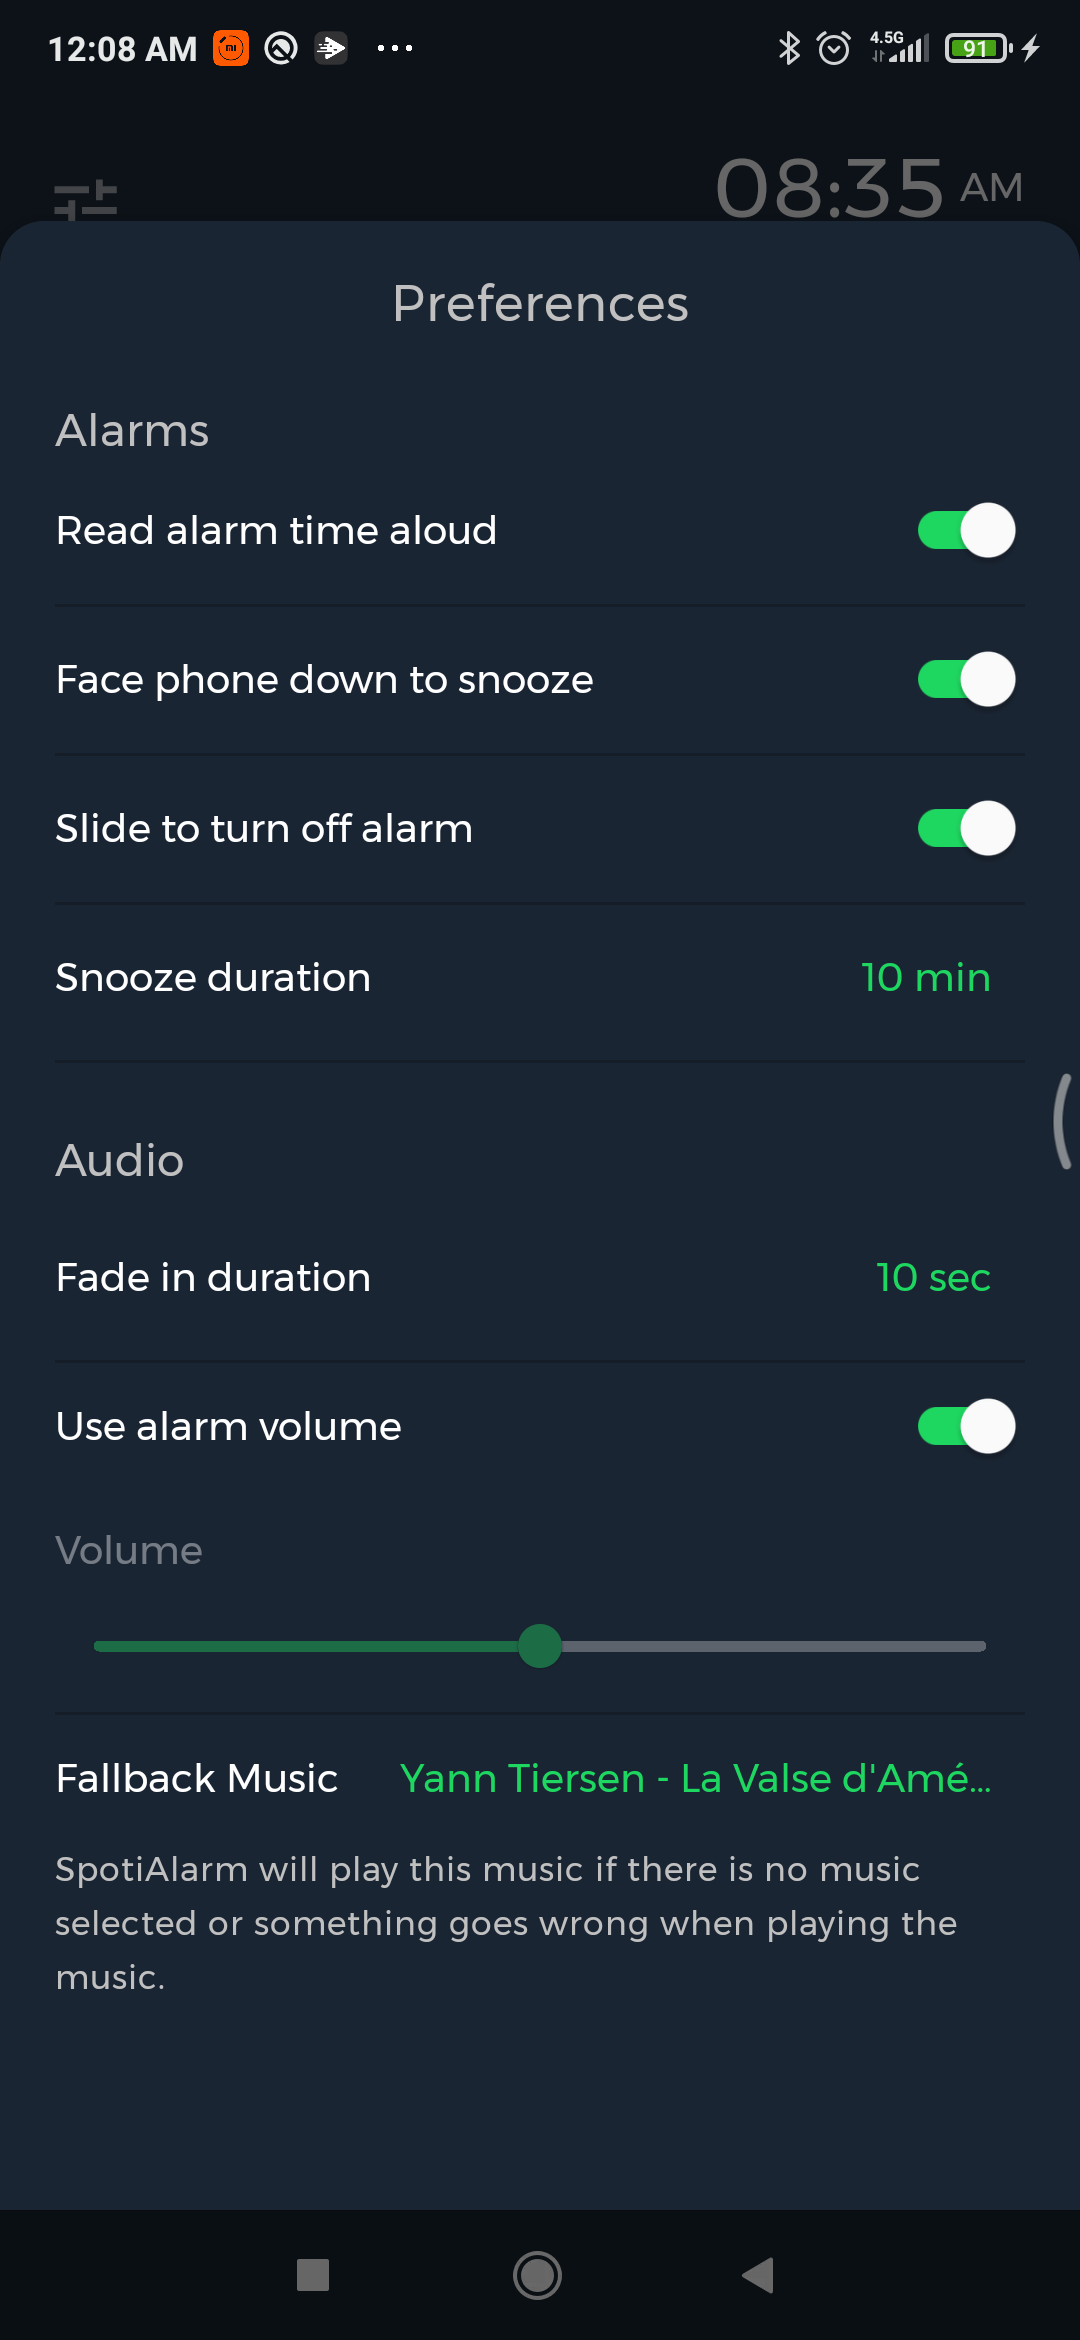 12:08 AM
4.5G
91
08:35 AM
Preferences
Alarms
Read alarm time aloud
Face phone down to snooze
Slide to turn off alarm
Snooze duration 10 min
Audio
Fade in duration 10 sec
Use alarm volume
Volume
Fallback Music Yann Tiersen - La Valse d'Amé...
SpotiAlarm will play this music if there is no music
selected or something goes wrong when playing the
music.